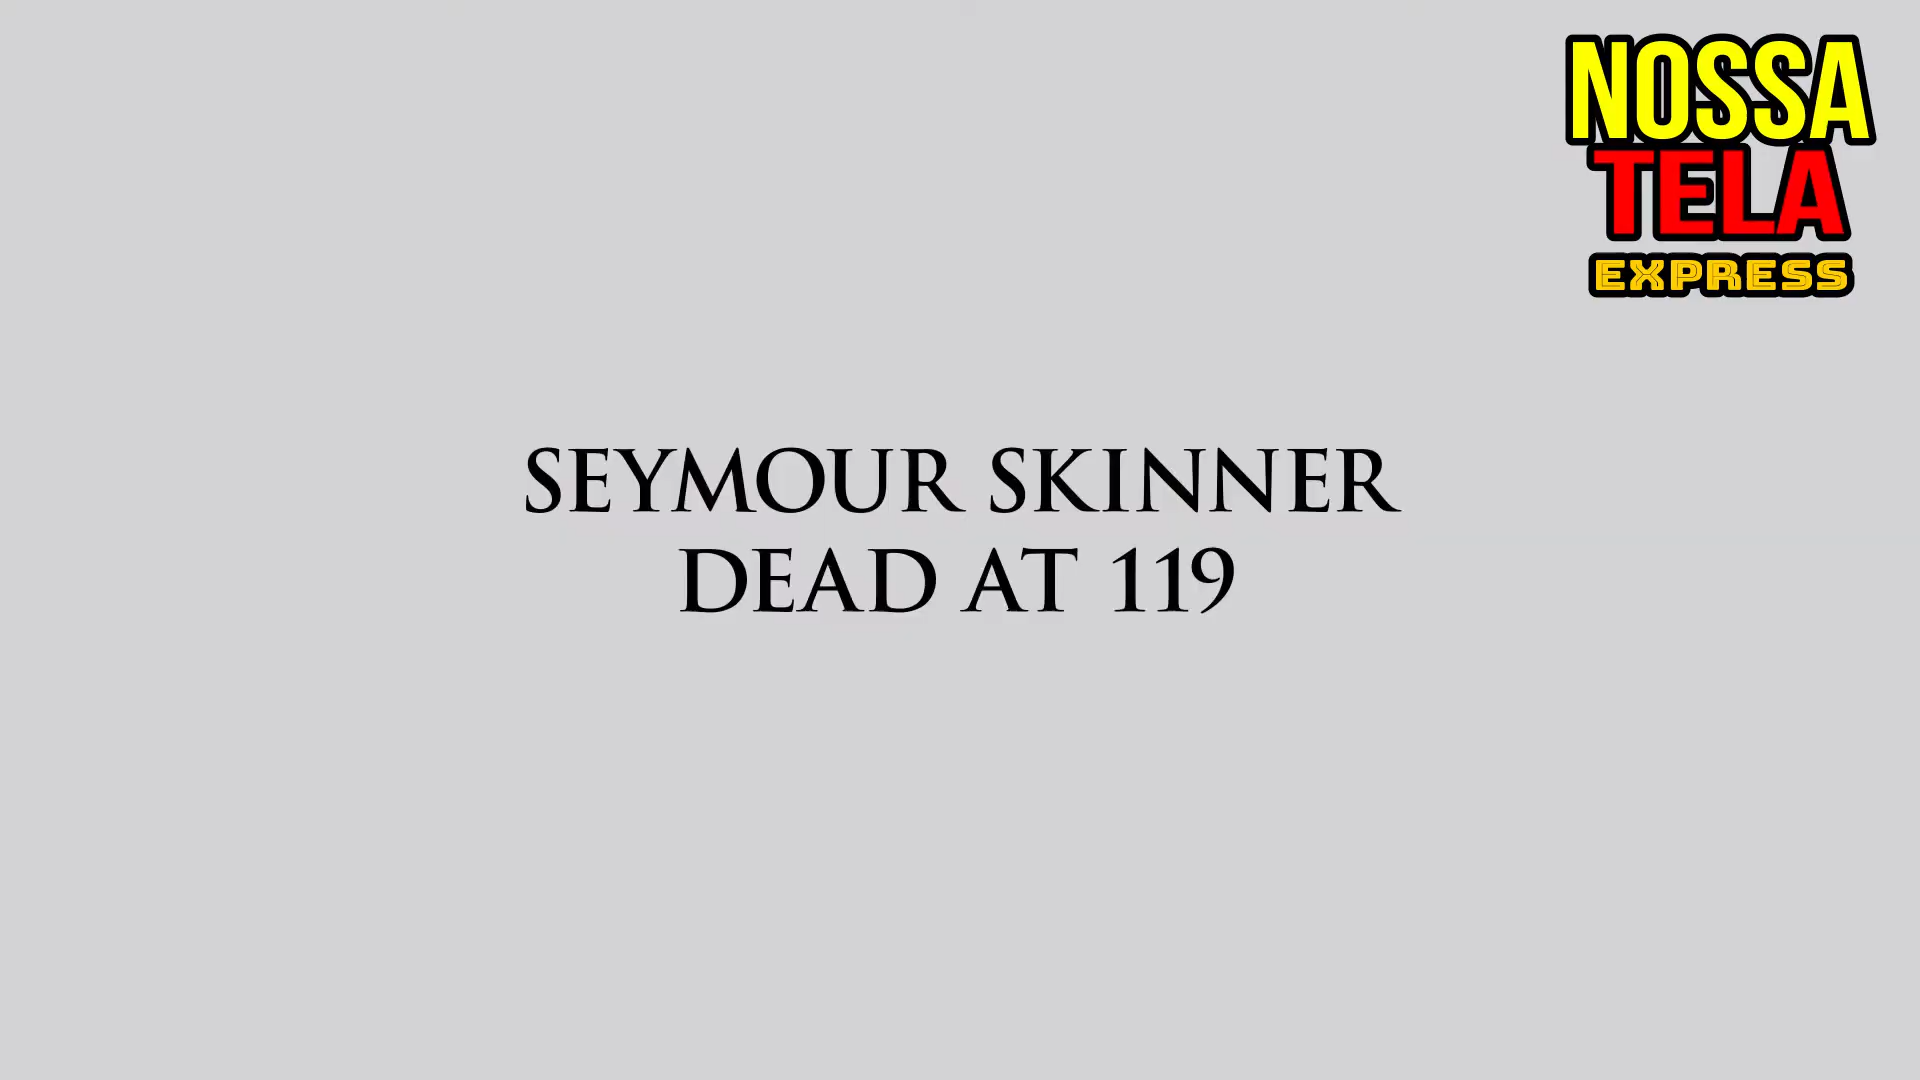 NOSSA
TELA
EXPRESS
SEYMOUR SKINNER
DEAD AT 119